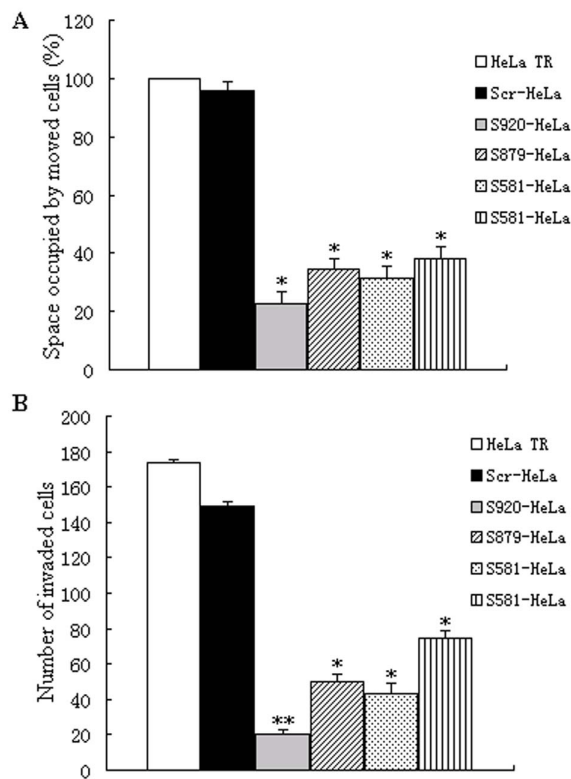 A
Space occupied by moved cells (%)
120
100
80
60
40
20
0
*
*
*
*
HeLa TR
Scr-HeLa
S920-HeLa
S879-HeLa
S581-HeLa
S581-HeLa
B
Number of invaded cells
200
180
160
140
120
100
80
60
40
20
0
**
*
*
*
HeLa TR
Scr-HeLa
S920-HeLa
S879-HeLa
S581-HeLa
S581-HeLa